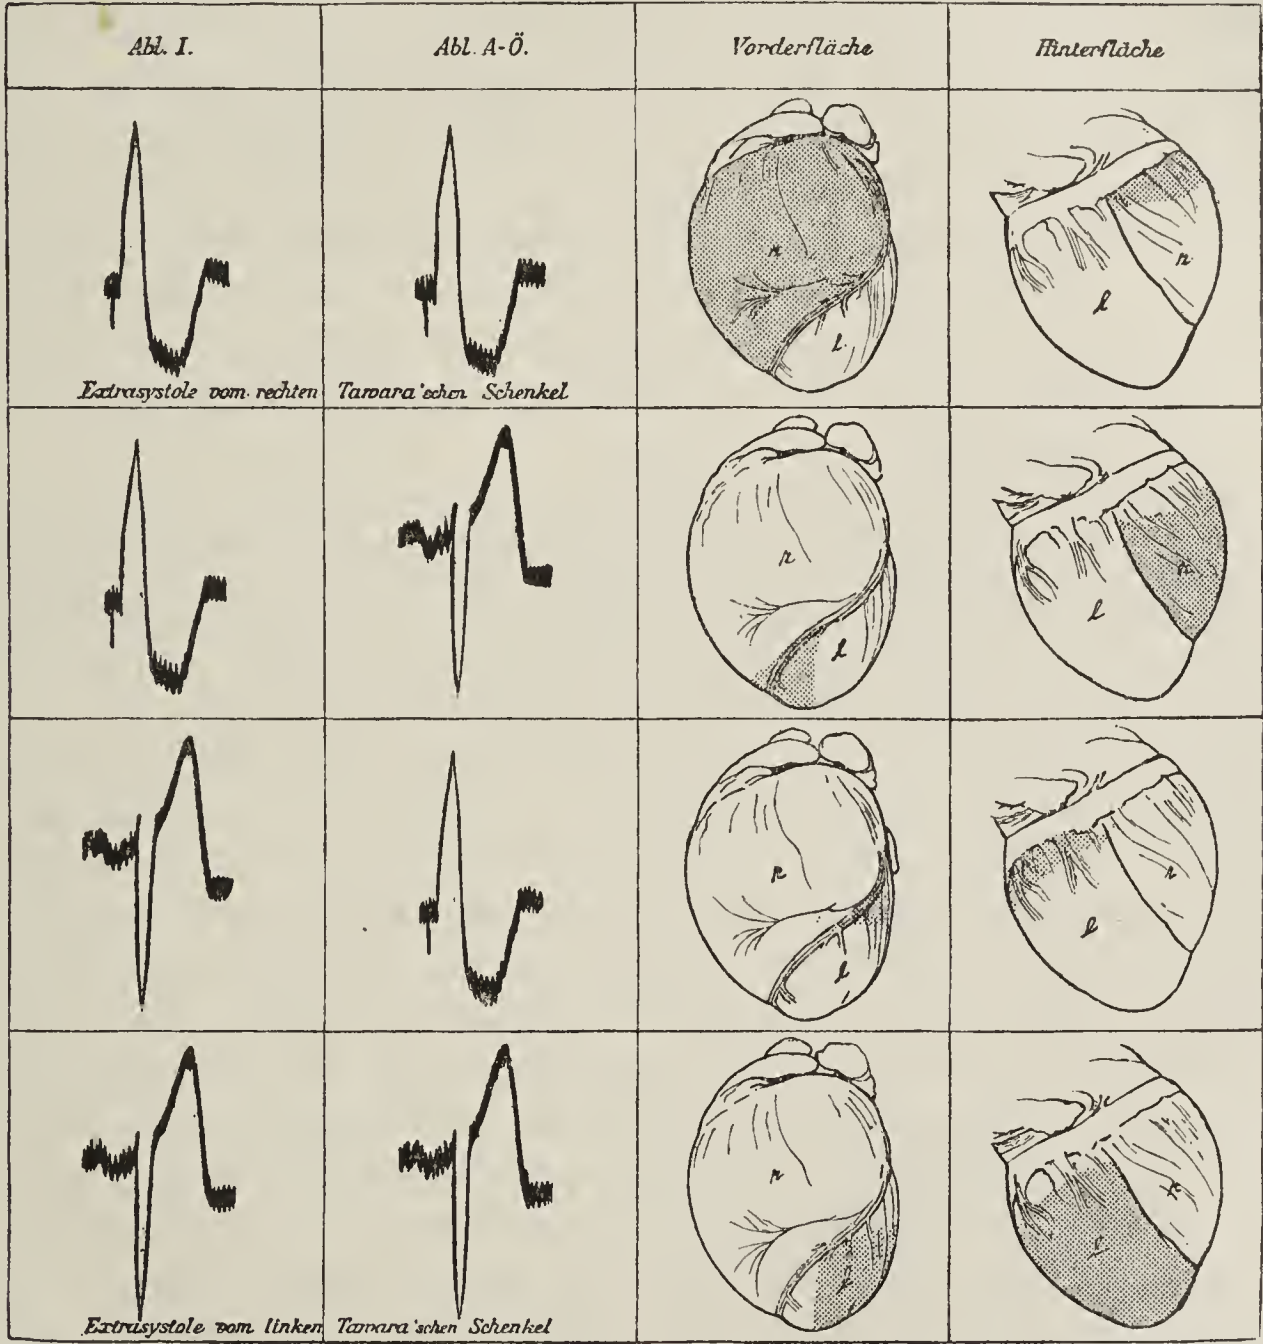 Abl. I. Abl. A-Ö. Vorderfläche Hinterfläche
r r
l. l
Extrasystole vom rechten Tawara'schen Schenkel
r r
l l
r r
l l
r r
l l
Extrasystole vom linken Tawara'schen Schenkel